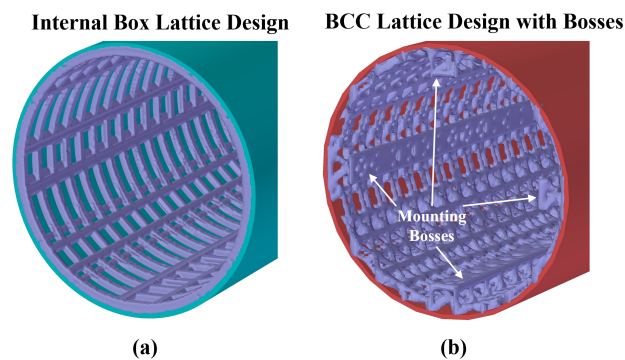 Internal Box Lattice Design
BCC Lattice Design with Bosses
Mounting
Bosses
(a)
(b)